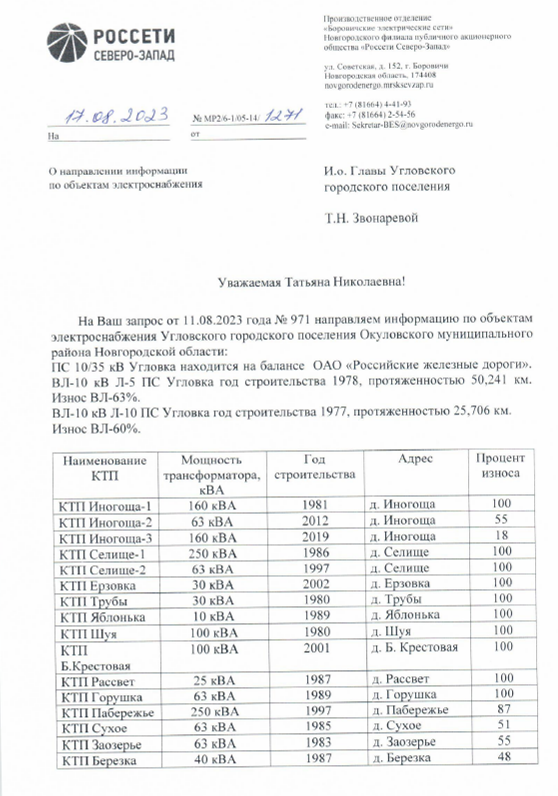 РОССЕТИ
СЕВЕРО-ЗАПАД
Производственное отделение
«Боровичские электрические сети»
Новгородского филиала публичного акционерного
общества «Россети Северо-Запад»
ул. Советская, д. 152, г. Боровичи
Новгородская область, 174408
novgorodenergo.mrsksevzap.ru
тел.: +7 (81664) 4-41-93
факс: +7 (81664) 2-54-56
e-mail: Sekretar-BES@novgorodenergo.ru
17.08.2023 № МР2/6-1/05-14/ 1271
На от
О направлении информации
по объектам электроснабжения
И.о. Главы Угловского
городского поселения
Т.Н. Звонаревой
Уважаемая Татьяна Николаевна!
На Ваш запрос от 11.08.2023 года № 971 направляем информацию по объектам
электроснабжения Угловского городского поселения Окуловского муниципального
района Новгородской области:
ПС 10/35 кВ Угловка находится на балансе ОАО «Российские железные дороги».
ВЛ-10 кВ Л-5 ПС Угловка год строительства 1978, протяженностью 50,241 км.
Износ ВЛ-63%.
ВЛ-10 кВ Л-10 ПС Угловка год строительства 1977, протяженностью 25,706 км.
Износ ВЛ-60%.
Наименование Мощность Год Адрес Процент
КТП трансформатора, строительства износа
кВА
КТП Иногоща-1 160 кВА 1981 д. Иногоща 100
КТП Иногоща-2 63 кВА 2012 д. Иногоща 55
КТП Иногоща-3 160 кВА 2019 д. Иногоща 18
КТП Селище-1 250 кВА 1986 д. Селище 100
КТП Селище-2 63 кВА 1997 д. Селище 100
КТП Ерзовка 30 кВА 2002 д. Ерзовка 100
КТП Трубы 30 кВА 1980 д. Трубы 100
КТП Яблонька 10 кВА 1989 д. Яблонька 100
КТП Шуя 100 кВА 1980 д. Шуя 100
КТП 100 кВА 2001 д. Б. Крестовая 100
Б.Крестовая
КТП Рассвет 25 кВА 1987 д. Рассвет 100
КТП Горушка 63 кВА 1989 д. Горушка 100
КТП Пабережье 250 кВА 1997 д. Пабережье 87
КТП Сухое 63 кВА 1985 д. Сухое 51
КТП Заозерье 63 кВА 1983 д. Заозерье 55
КТП Березка 40 кВА 1987 д. Березка 48